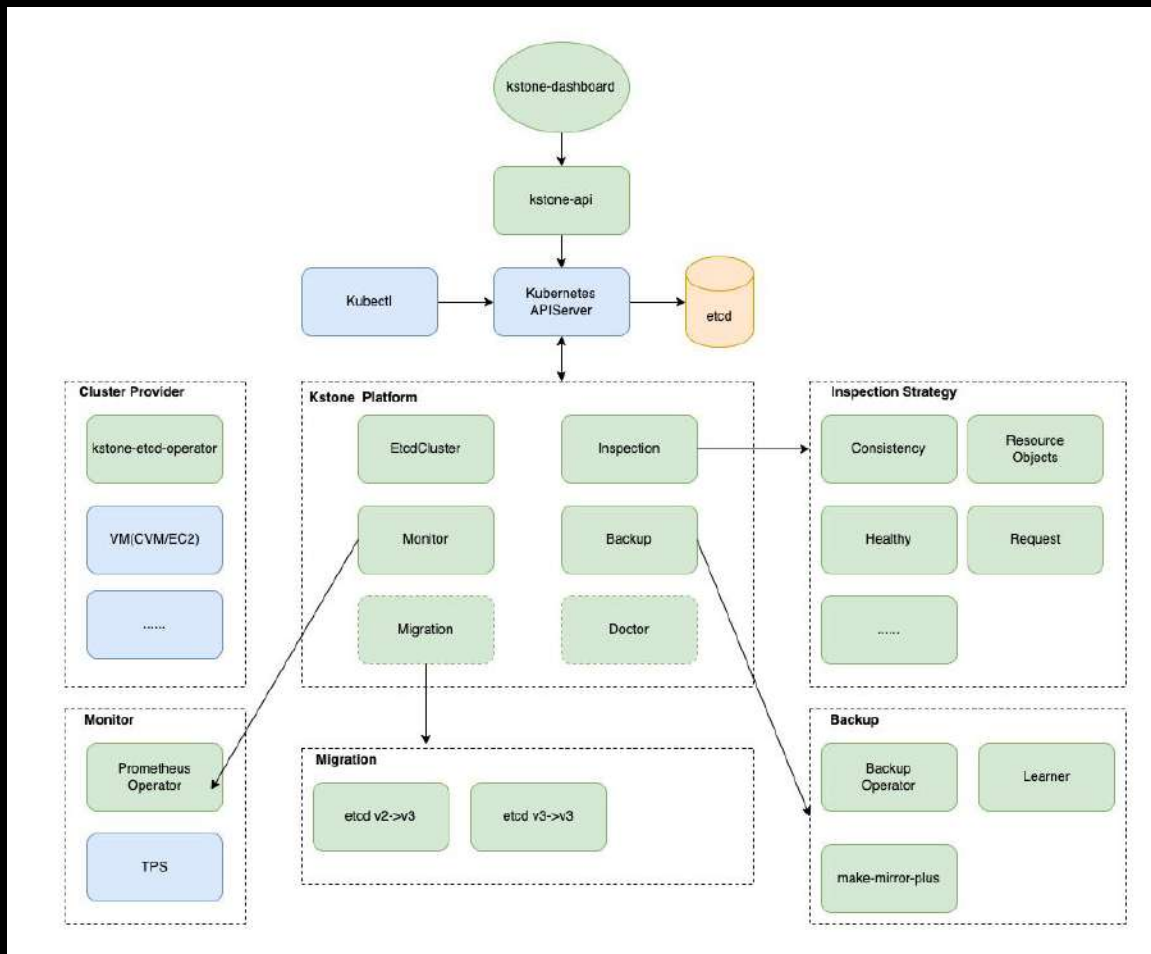 kstone-dashboard
kstone-api
Kubectl
Kubernetes
APIServer
etcd
Cluster Provider
kstone-etcd-operator
VM(CVM/EC2)
......
Kstone Platform
EtcdCluster
Inspection
Monitor
Backup
Migration
Doctor
Inspection Strategy
Consistency
Resource
Objects
Healthy
Request
......
Monitor
Prometheus
Operator
TPS
Migration
etcd v2->v3
etcd v3->v3
Backup
Backup
Operator
Learner
make-mirror-plus